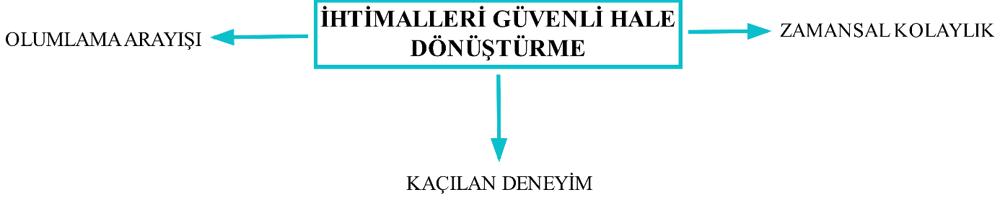 İHTİMALLERİ GÜVENLİ HALE
DÖNÜŞTÜRME
OLUMLAMA ARAYIŞI
ZAMANSAL KOLAYLIK
KAÇILAN DENEYİM